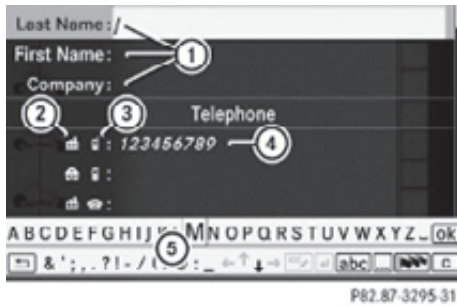 Last Name:/
First Name:
Company:
1
2
3
Telephone
: 123456789
4
:
:
ABCDEFGHIJ MNOPQRSTUVWXYZ_ ok
5
& ' ; , . ? ! - / : _ ←↑↓→ abc c
P82.87-3295-31